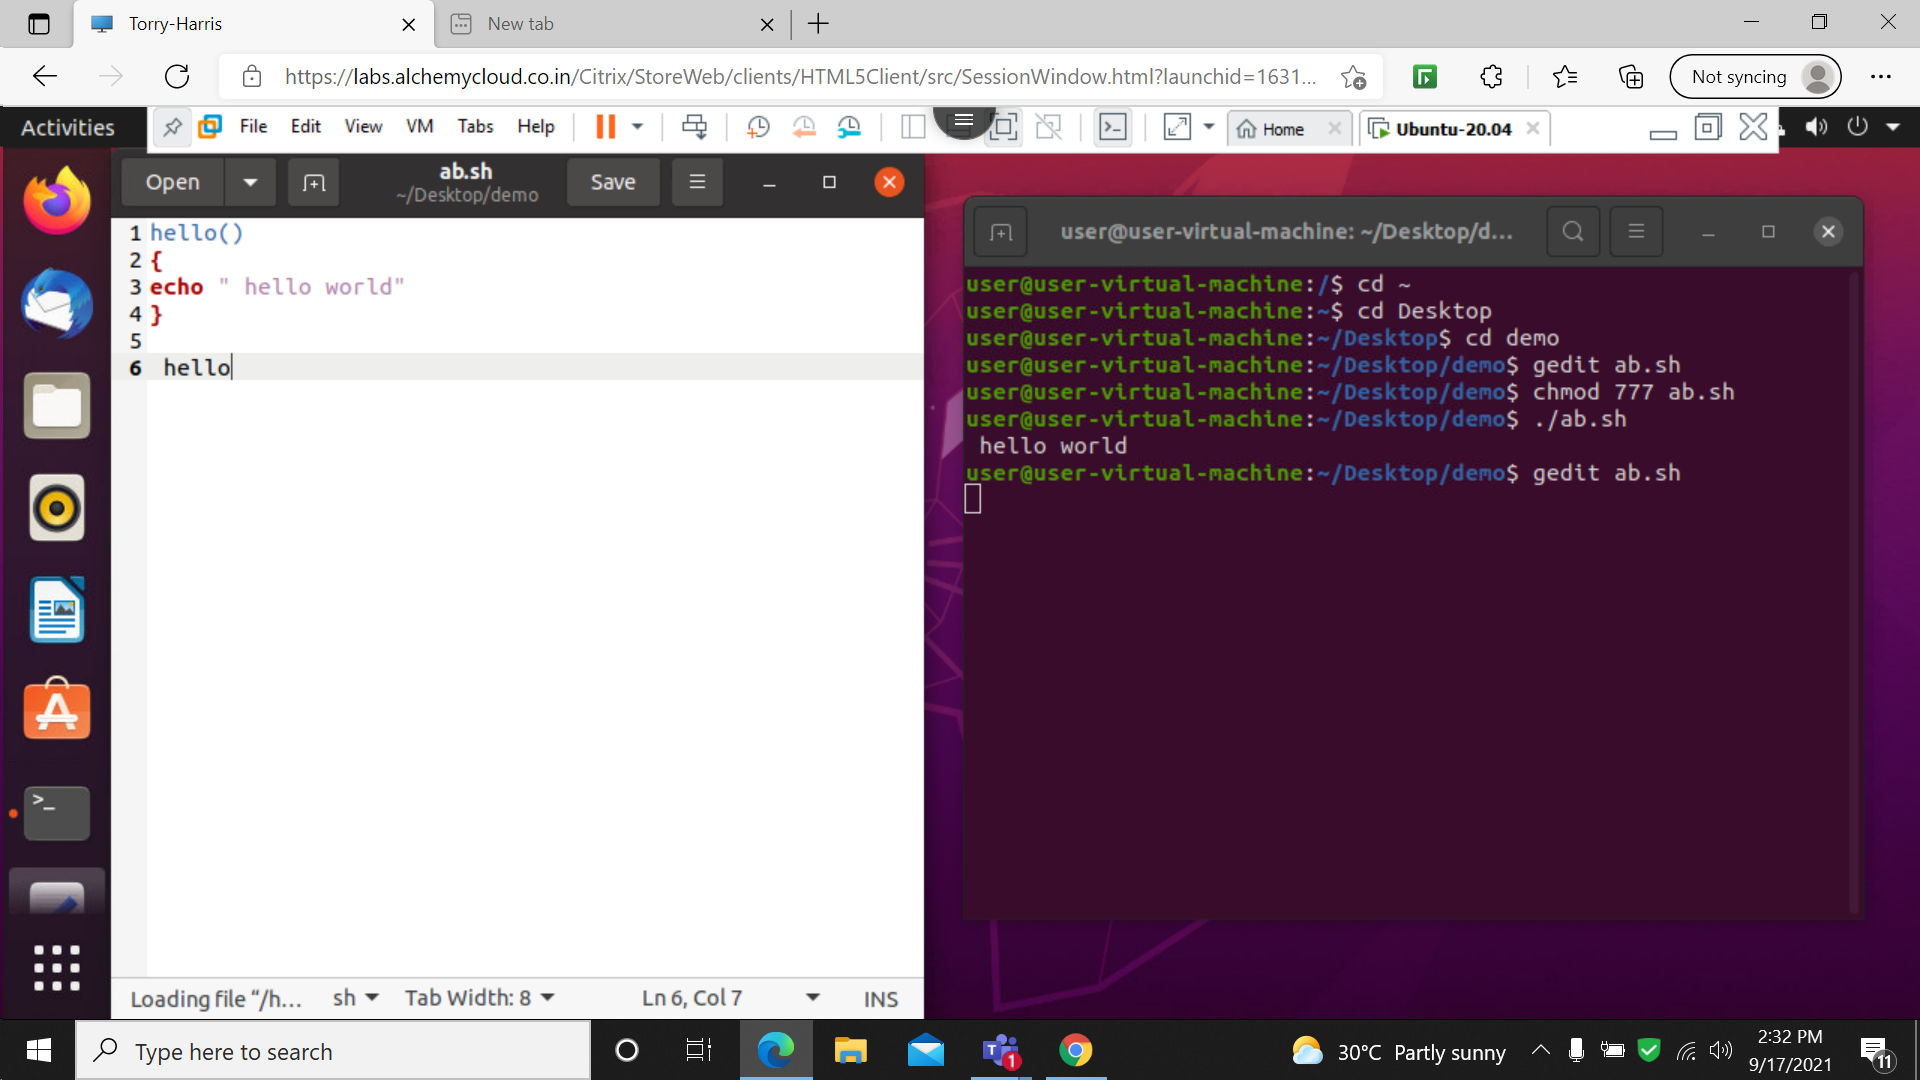 Torry-Harris
New tab
https://labs.alchemycloud.co.in/Citrix/StoreWeb/clients/HTML5Client/src/SessionWindow.html?launchid=1631...
Not syncing
Activities
File Edit View VM Tabs Help
Home
Ubuntu-20.04
Open
ab.sh
~/Desktop/demo
Save
1 hello()
2 {
3 echo " hello world"
4 }
5
6 hello
Loading file “/h... sh Tab Width: 8 Ln 6, Col 7 INS
user@user-virtual-machine: ~/Desktop/d...
user@user-virtual-machine:/$ cd ~
user@user-virtual-machine:~$ cd Desktop
user@user-virtual-machine:~/Desktop$ cd demo
user@user-virtual-machine:~/Desktop/demo$ gedit ab.sh
user@user-virtual-machine:~/Desktop/demo$ chmod 777 ab.sh
user@user-virtual-machine:~/Desktop/demo$ ./ab.sh
 hello world
user@user-virtual-machine:~/Desktop/demo$ gedit ab.sh
Type here to search
1
30°C Partly sunny
2:32 PM
9/17/2021
11